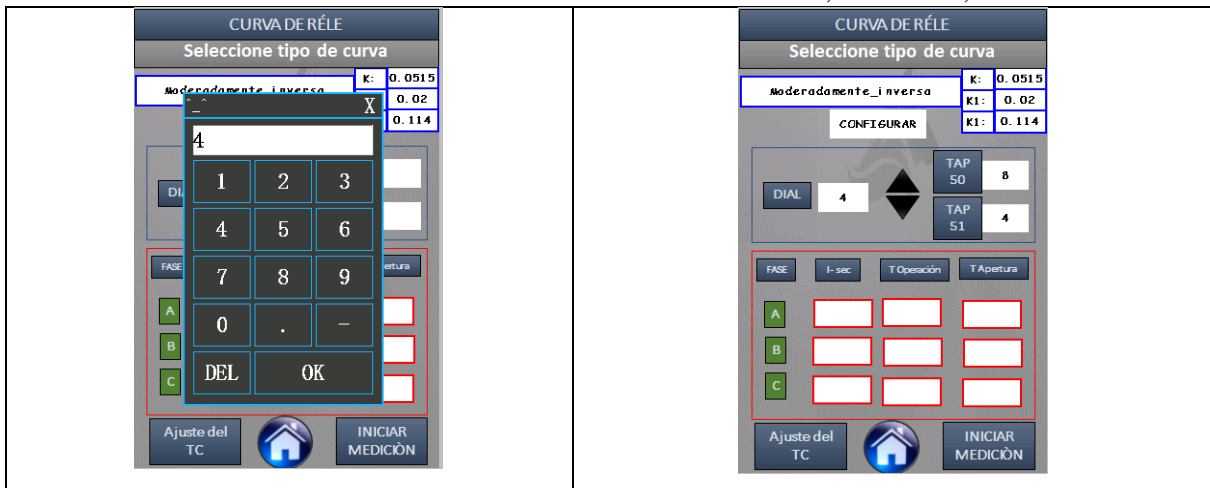 CURVA DE RÉLE
Seleccione tipo de curva
Moderadamente_inversa
K: 0.0515
0.02
0.114
^_^ X
4
1 2 3
4 5 6
7 8 9
0 . -
DEL OK
DI
FASE
ertura
A
B
C
Ajuste del
TC
INICIAR
MEDICIÒN
CURVA DE RÉLE
Seleccione tipo de curva
Moderadamente_inversa
K: 0.0515
K1: 0.02
CONFIGURAR
K1: 0.114
DIAL 4
TAP
50
8
TAP
51
4
FASE I- sec T Operación T Apertura
A
B
C
Ajuste del
TC
INICIAR
MEDICIÒN